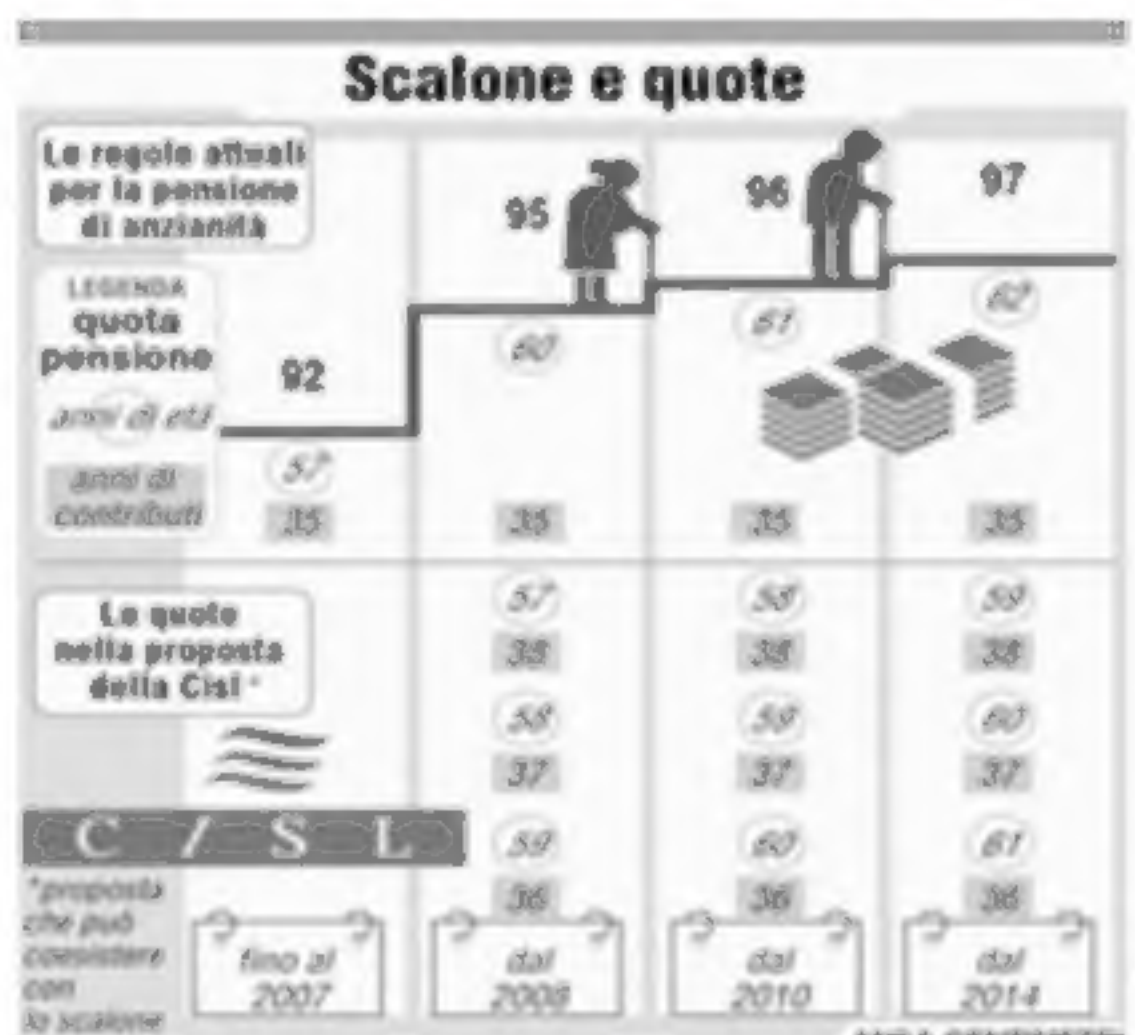 Scalone e quote
Le regole attuali
per la pensione
di anzianità
LEGENDA
quota
pensione
anni di età
anni di
contributi
92
95
96
97
57
60
61
62
35
35
35
35
Le quote
nella proposta
della Cisl *
57
58
59
38
38
38
58
59
60
37
37
37
59
60
61
36
36
36
CISL
*proposta
che può
coesistere
con
lo scalone
fino al
2007
dal
2008
dal
2010
dal
2014